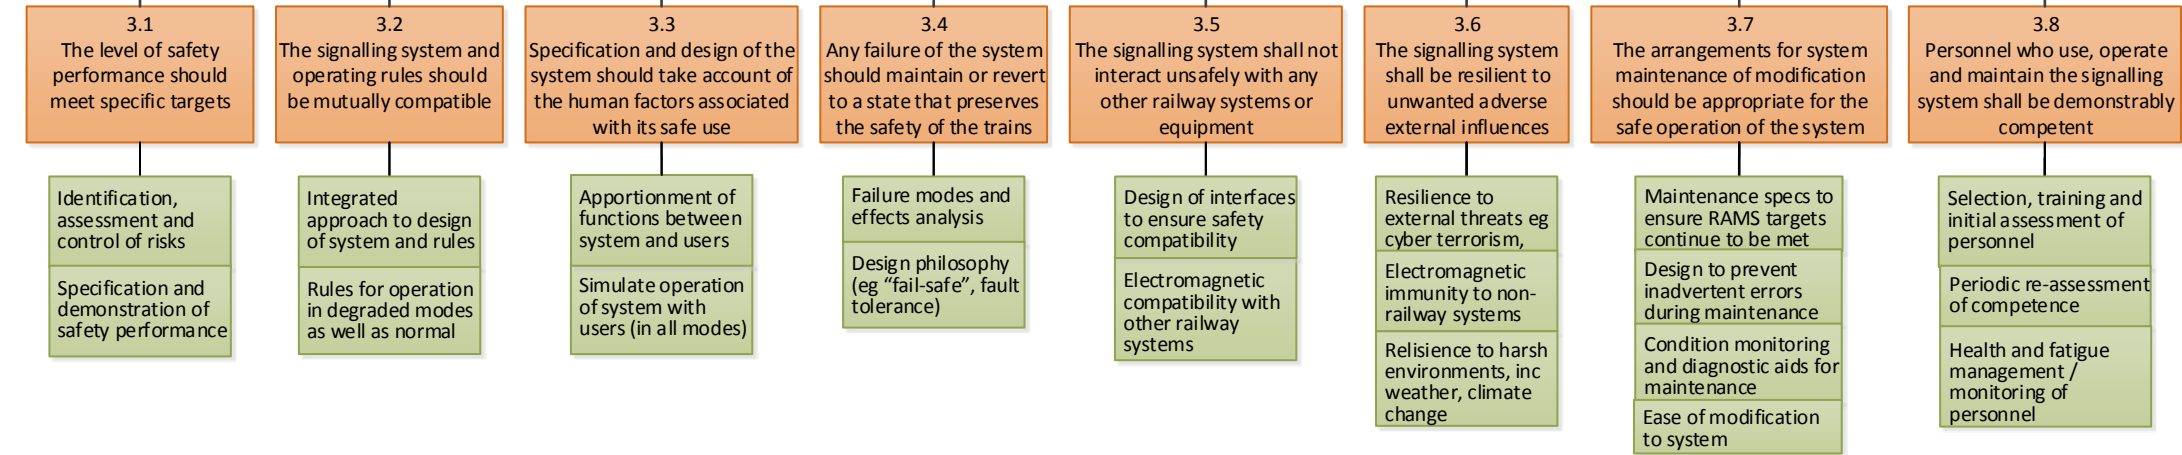 3.1
The level of safety
performance should
meet specific targets
Identification,
assessment and
control of risks
Specification and
demonstration of
safety performance
3.2
The signalling system and
operating rules should
be mutually compatible
Integrated
approach to design
of system and rules
Rules for operation
in degraded modes
as well as normal
3.3
Specification and design of the
system should take account of
the human factors associated
with its safe use
Apportionment of
functions between
system and users
Simulate operation
of system with
users (in all modes)
3.4
Any failure of the system
should maintain or revert
to a state that preserves
the safety of the trains
Failure modes and
effects analysis
Design philosophy
(eg “fail-safe”, fault
tolerance)
3.5
The signalling system shall not
interact unsafely with any
other railway systems or
equipment
Design of interfaces
to ensure safety
compatibility
Electromagnetic
compatibility with
other railway
systems
3.6
The signalling system
shall be resilient to
unwanted adverse
external influences
Resilience to
external threats eg
cyber terrorism,
Electromagnetic
immunity to non-
railway systems
Relisience to harsh
environments, inc
weather, climate
change
3.7
The arrangements for system
maintenance of modification
should be appropriate for the
safe operation of the system
Maintenance specs to
ensure RAMS targets
continue to be met
Design to prevent
inadvertent errors
during maintenance
Condition monitoring
and diagnostic aids for
maintenance
Ease of modification
to system
3.8
Personnel who use, operate
and maintain the signalling
system shall be demonstrably
competent
Selection, training and
initial assessment of
personnel
Periodic re-assessment
of competence
Health and fatigue
management /
monitoring of
personnel